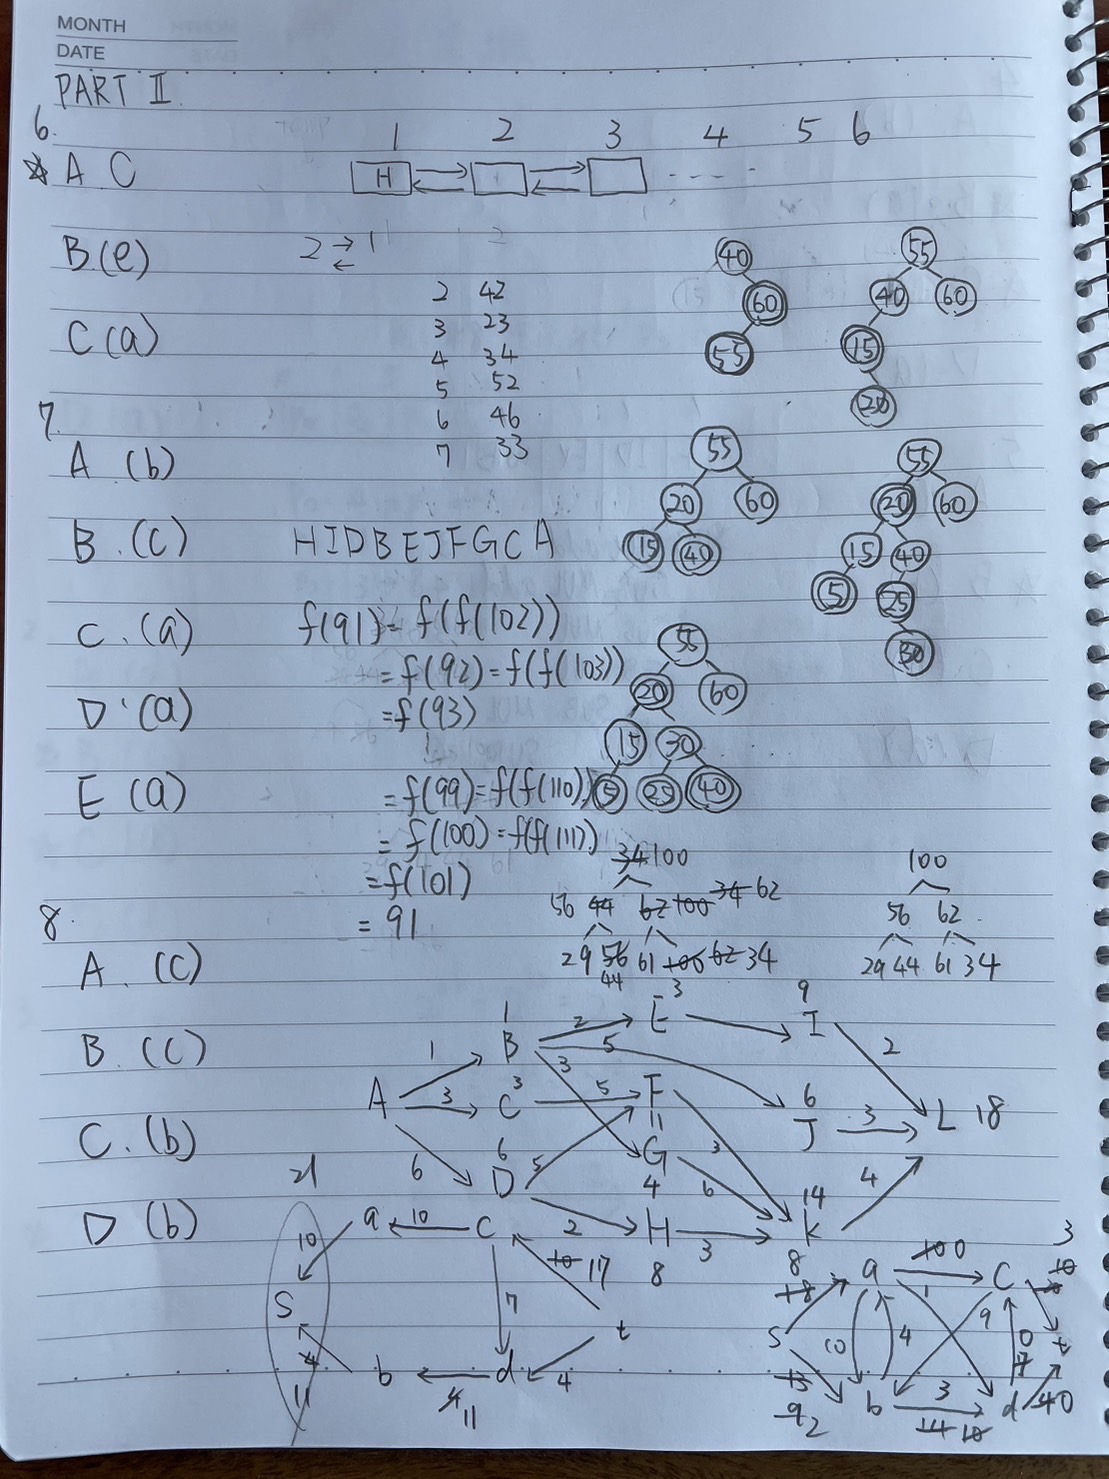 MONTH
DATE
PART II
6.
1 2 3 4 5 6
A C
H
B(e)
2 1
2 42
3 23
C(a)
4 34
5 52
6 46
7 33
40
60
55
55
40 60
15
20
7.
A.(b)
55
20 60
15 40
55
20 60
15 40
5 25
30
B.(c) HIDBEJFGCA
C.(a) f(91)= f(f(102))
= f(92)=f(f(103))
D.(a) =f(93)
E(a) =f(99)=f(f(110))
= f(100)=f(f(111))
=f(101)
= 91
55
20 60
15 30
5 25 40
8.
34 100
56 44 62 100 34 62
29 56 61 100 62 34
44
100
56 62
29 44 61 34
A.(c)
B.(c)
1 3 9
B 2 E I
1 5 3 2
A 3 C 3 5 F 6 J 3 L 18
11
C.(b)
6 6 D 5 G 3 4
4 6 14
2 H 3 K
8
D(b)
21
a 10 C
10 10 17
S 7 t
b d 4
11 11
8 a 100 0 C 3
18 1 10
S 10 4 9 0 t
7
13 b 3 d 40
9 2 14 10